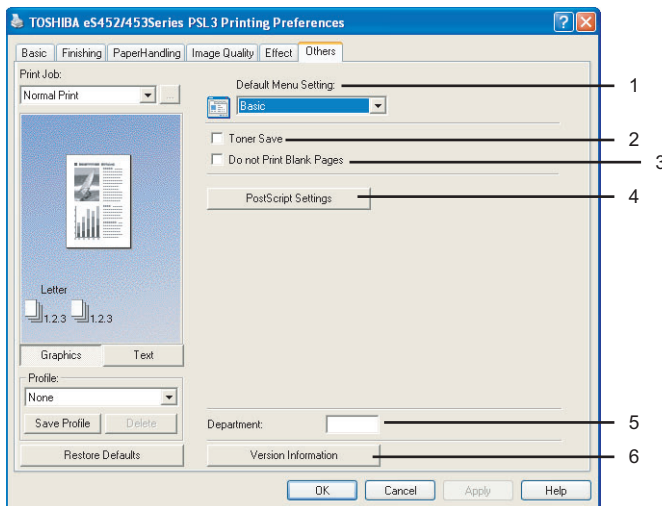 TOSHIBA eS452/453Series PSL3 Printing Preferences
Basic Finishing PaperHandling Image Quality Effect Others
Print Job:
Normal Print
...
Default Menu Setting:
1
Basic
Toner Save
2
Do not Print Blank Pages
3
PostScript Settings
4
Letter
1.2.3 1.2.3
Graphics Text
Profile:
None
Save Profile Delete
Department:
5
Restore Defaults
Version Information
6
OK Cancel Apply Help